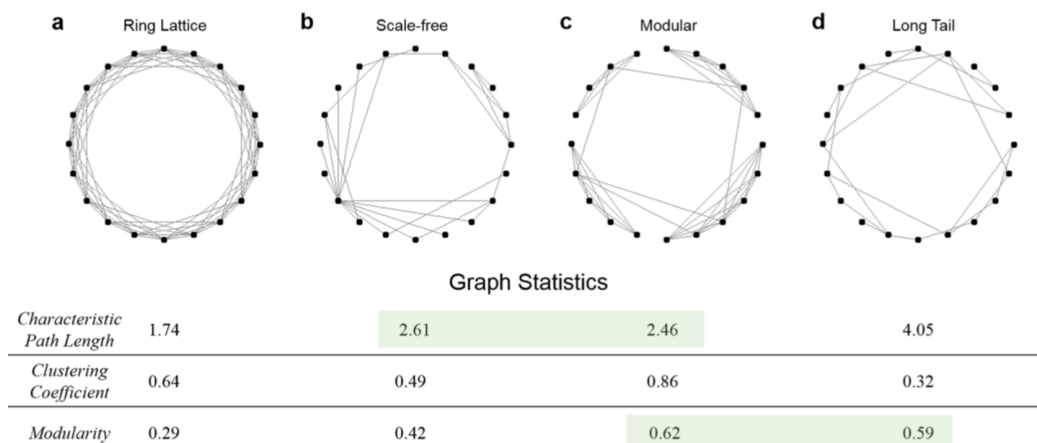 a Ring Lattice b Scale-free c Modular d Long Tail
Graph Statistics
Characteristic
Path Length 1.74 2.61 2.46 4.05
Clustering
Coefficient 0.64 0.49 0.86 0.32
Modularity 0.29 0.42 0.62 0.59